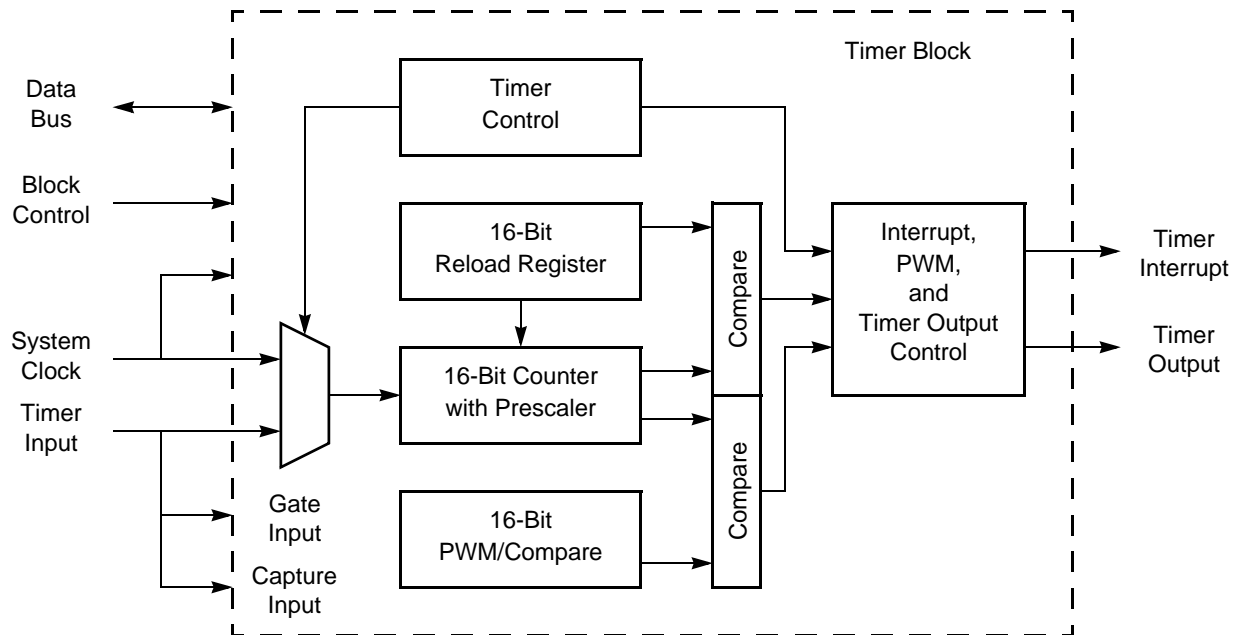 Timer Block
Data
Bus
Block
Control
System
Clock
Timer
Input
Gate
Input
Capture
Input
Timer
Control
16-Bit
Reload Register
16-Bit Counter
with Prescaler
16-Bit
PWM/Compare
Compare
Compare
Interrupt,
PWM,
and
Timer Output
Control
Timer
Interrupt
Timer
Output